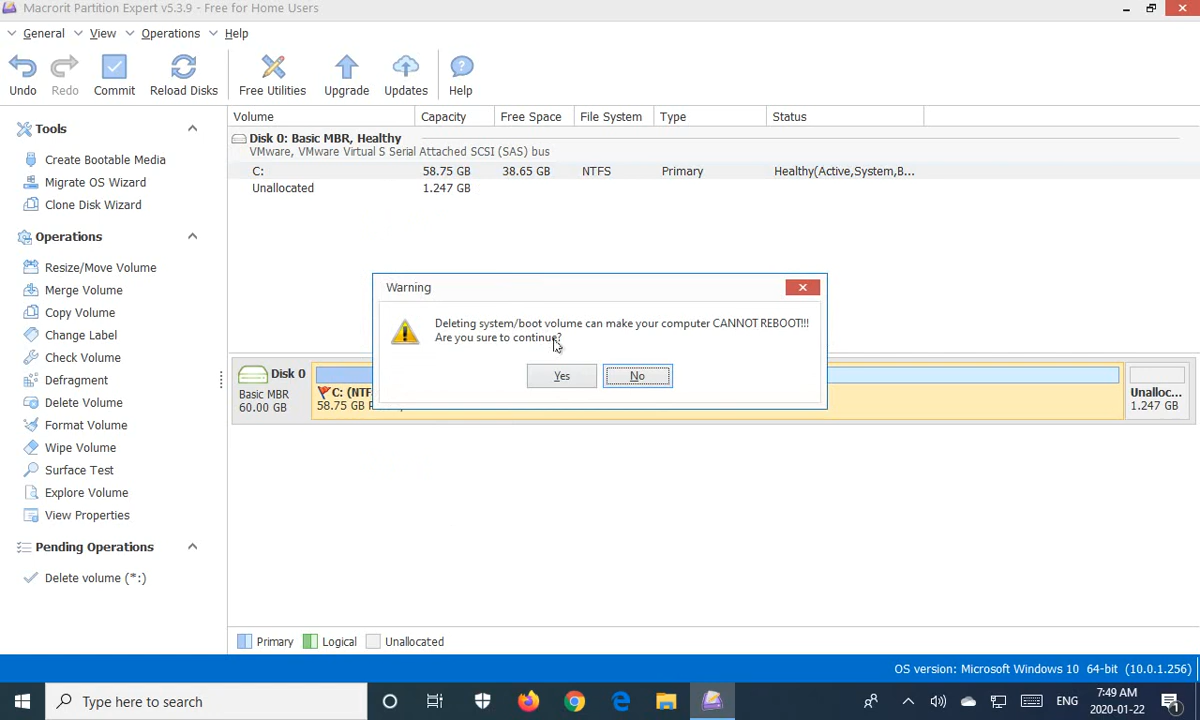 Macrorit Partition Expert v5.3.9 - Free for Home Users
General View Operations Help
Undo Redo Commit Reload Disks Free Utilities Upgrade Updates Help
Tools
Create Bootable Media
Migrate OS Wizard
Clone Disk Wizard
Operations
Resize/Move Volume
Merge Volume
Copy Volume
Change Label
Check Volume
Defragment
Delete Volume
Format Volume
Wipe Volume
Surface Test
Explore Volume
View Properties
Pending Operations
Delete volume (*:)
Volume Capacity Free Space File System Type Status
Disk 0: Basic MBR, Healthy
VMware, VMware Virtual S Serial Attached SCSI (SAS) bus
C: 58.75 GB 38.65 GB NTFS Primary Healthy(Active,System,B...
Unallocated 1.247 GB
Warning
Deleting system/boot volume can make your computer CANNOT REBOOT!!!
Are you sure to continue?
Yes No
Disk 0
Basic MBR
60.00 GB
C: (NTF
58.75 GB
Unalloc...
1.247 GB
Primary Logical Unallocated
OS version: Microsoft Windows 10 64-bit (10.0.1.256)
Type here to search
ENG
7:49 AM
2020-01-22
1